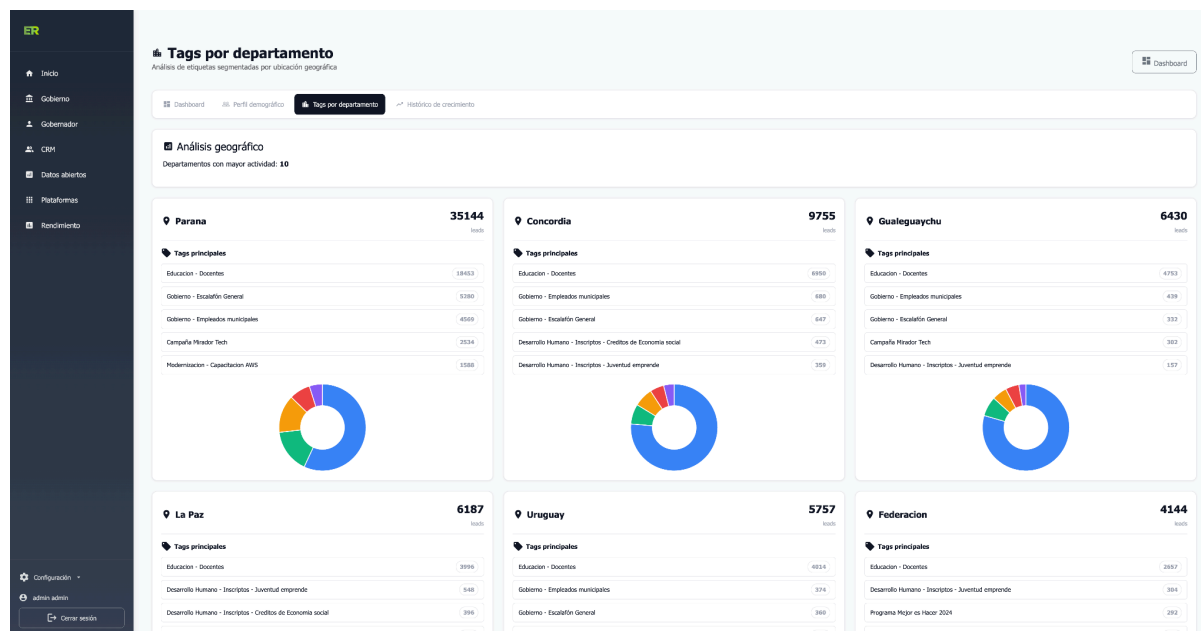 ER
Inicio
Gobierno
Gobernador
CRM
Datos abiertos
Plataformas
Rendimiento
Configuración
admin admin
Cerrar sesión
Tags por departamento
Análisis de etiquetas segmentadas por ubicación geográfica
Dashboard
Dashboard Perfil demográfico Tags por departamento Histórico de crecimiento
Análisis geográfico
Departamentos con mayor actividad: 10
Parana 35144
leads
Tags principales
Educacion - Docentes 18453
Gobierno - Escalafón General 5380
Gobierno - Empleados municipales 4569
Campaña Mirador Tech 2534
Modernizacion - Capacitacion AWS 1588
Concordia 9755
leads
Tags principales
Educacion - Docentes 6950
Gobierno - Empleados municipales 680
Gobierno - Escalafón General 647
Desarrollo Humano - Inscriptos - Creditos de Economia social 473
Desarrollo Humano - Inscriptos - Juventud emprende 359
Gualeguaychu 6430
leads
Tags principales
Educacion - Docentes 4753
Gobierno - Empleados municipales 439
Gobierno - Escalafón General 332
Campaña Mirador Tech 302
Desarrollo Humano - Inscriptos - Juventud emprende 157
La Paz 6187
leads
Tags principales
Educacion - Docentes 3996
Desarrollo Humano - Inscriptos - Juventud emprende 548
Desarrollo Humano - Inscriptos - Creditos de Economia social 396
Uruguay 5757
leads
Tags principales
Educacion - Docentes 4014
Gobierno - Empleados municipales 374
Gobierno - Escalafón General 360
Federacion 4144
leads
Tags principales
Educacion - Docentes 2657
Desarrollo Humano - Inscriptos - Juventud emprende 304
Programa Mejor es Hacer 2024 292